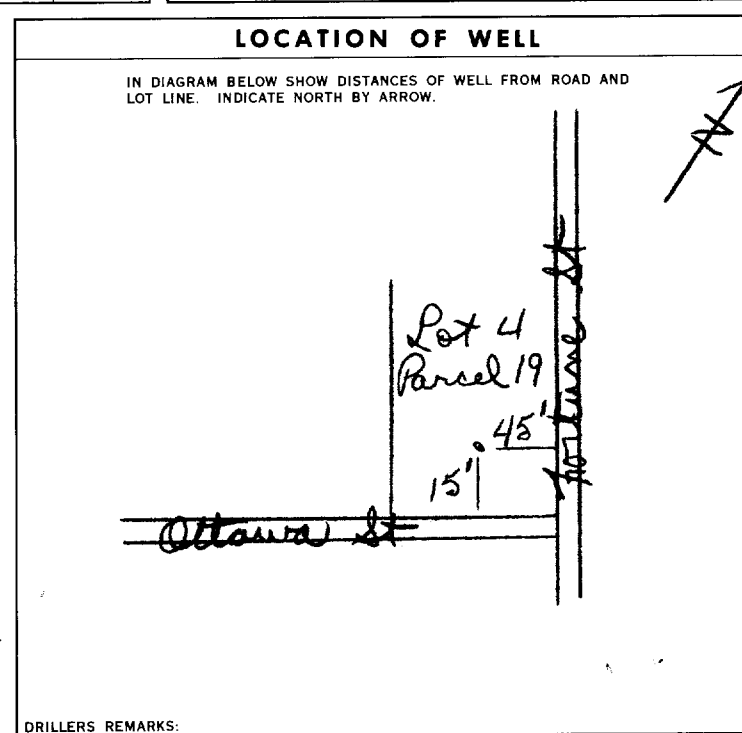 LOCATION OF WELL
IN DIAGRAM BELOW SHOW DISTANCES OF WELL FROM ROAD AND
LOT LINE. INDICATE NORTH BY ARROW.
N
Lot 4
Parcel 19
45'
15'
Ottawa St
St
DRILLERS REMARKS: